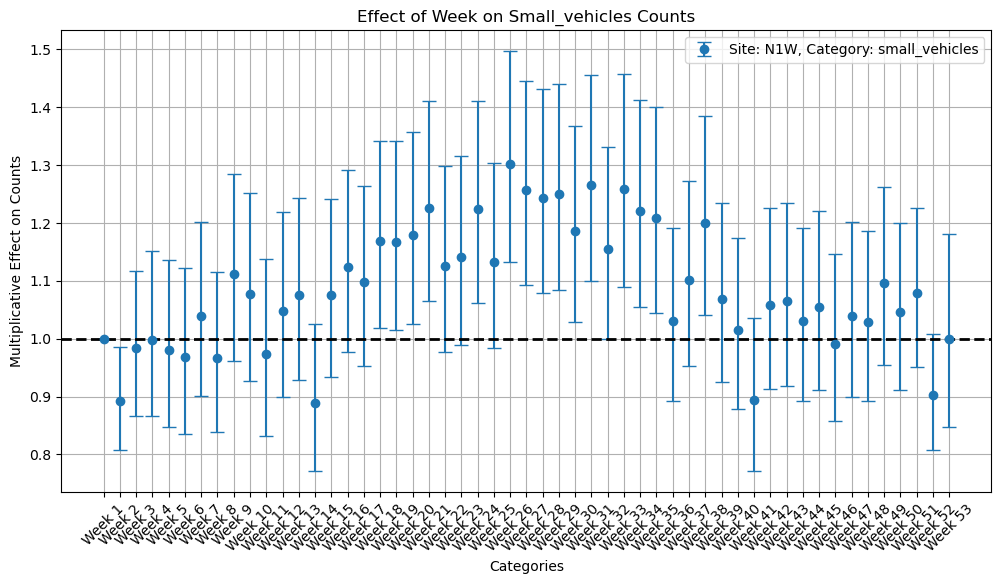 Effect of Week on Small_vehicles Counts
Site: N1W, Category: small_vehicles
Multiplicative Effect on Counts
1.5
1.4
1.3
1.2
1.1
1.0
0.9
0.8
Week 1
Week 2
Week 3
Week 4
Week 5
Week 6
Week 7
Week 8
Week 9
Week 10
Week 11
Week 12
Week 13
Week 14
Week 15
Week 16
Week 17
Week 18
Week 19
Week 20
Week 21
Week 22
Week 23
Week 24
Week 25
Week 26
Week 27
Week 28
Week 29
Week 30
Week 31
Week 32
Week 33
Week 34
Week 35
Week 36
Week 37
Week 38
Week 39
Week 40
Week 41
Week 42
Week 43
Week 44
Week 45
Week 46
Week 47
Week 48
Week 49
Week 50
Week 51
Week 52
Week 53
Categories